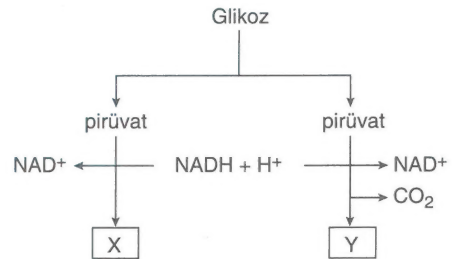 Glikoz
pirüvat pirüvat
NAD⁺ NADH + H⁺ NAD⁺
CO₂
X Y